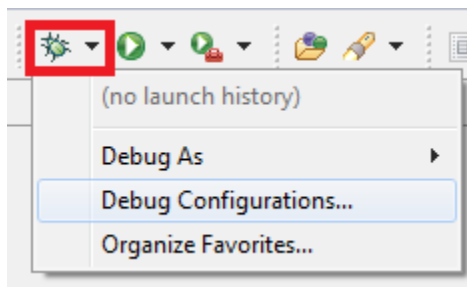 (no launch history)
Debug As
Debug Configurations...
Organize Favorites...